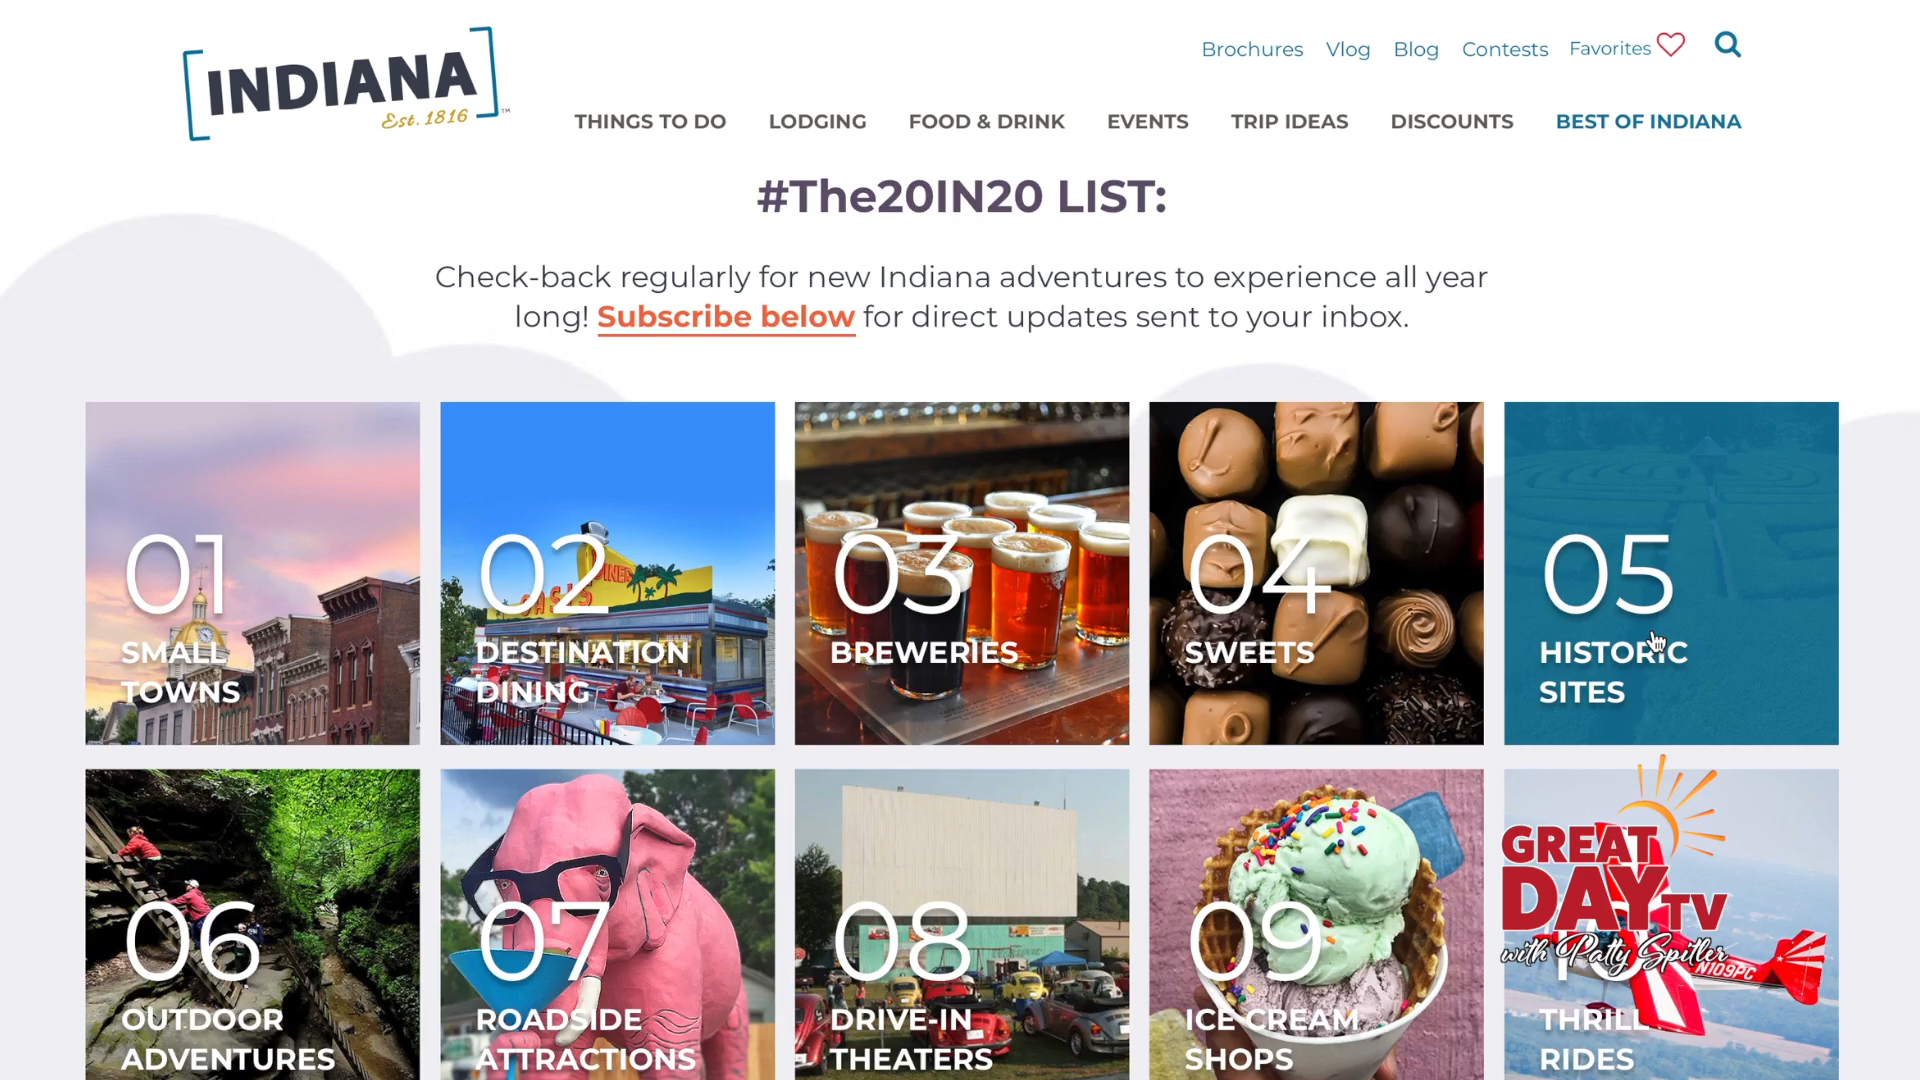 INDIANA
Est. 1816
™
Brochures
Vlog
Blog
Contests
Favorites
THINGS TO DO
LODGING
FOOD & DRINK
EVENTS
TRIP IDEAS
DISCOUNTS
BEST OF INDIANA
#The20IN20 LIST:
Check-back regularly for new Indiana adventures to experience all year
long! Subscribe below for direct updates sent to your inbox.
01
SMALL
TOWNS
02
DESTINATION
DINING
03
BREWERIES
04
SWEETS
05
HISTORIC
SITES
06
OUTDOOR
ADVENTURES
07
ROADSIDE
ATTRACTIONS
08
DRIVE-IN
THEATERS
09
ICE CREAM
SHOPS
GREAT
DAY TV
with Patty Spitler
N109PC
THRILL
RIDES